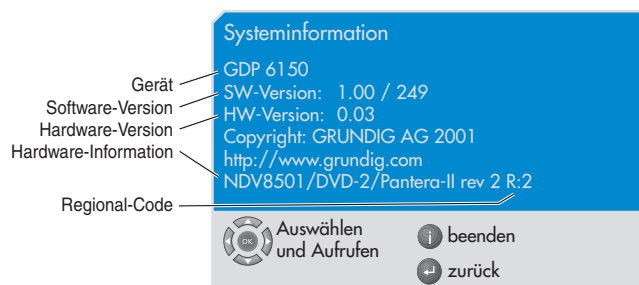 Systeminformation
GDP 6150
SW-Version: 1.00 / 249
HW-Version: 0.03
Copyright: GRUNDIG AG 2001
http://www.grundig.com
NDV8501/DVD-2/Pantera-II rev 2 R:2
Gerät
Software-Version
Hardware-Version
Hardware-Information
Regional-Code
OK
Auswählen
und Aufrufen
i beenden
zurück